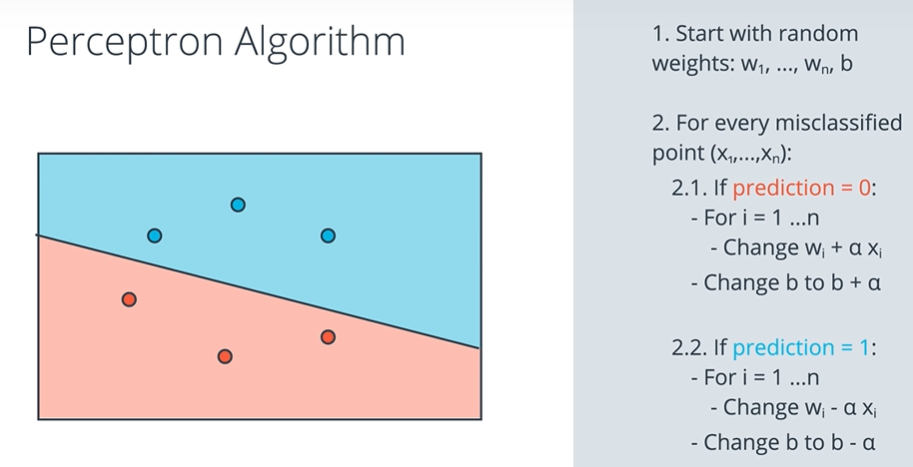 Perceptron Algorithm
1. Start with random
weights: w₁, ..., wₙ, b
2. For every misclassified
point (x₁,...,xₙ):
2.1. If prediction = 0:
- For i = 1 ...n
- Change wᵢ + α xᵢ
- Change b to b + α
2.2. If prediction = 1:
- For i = 1 ...n
- Change wᵢ - α xᵢ
- Change b to b - α